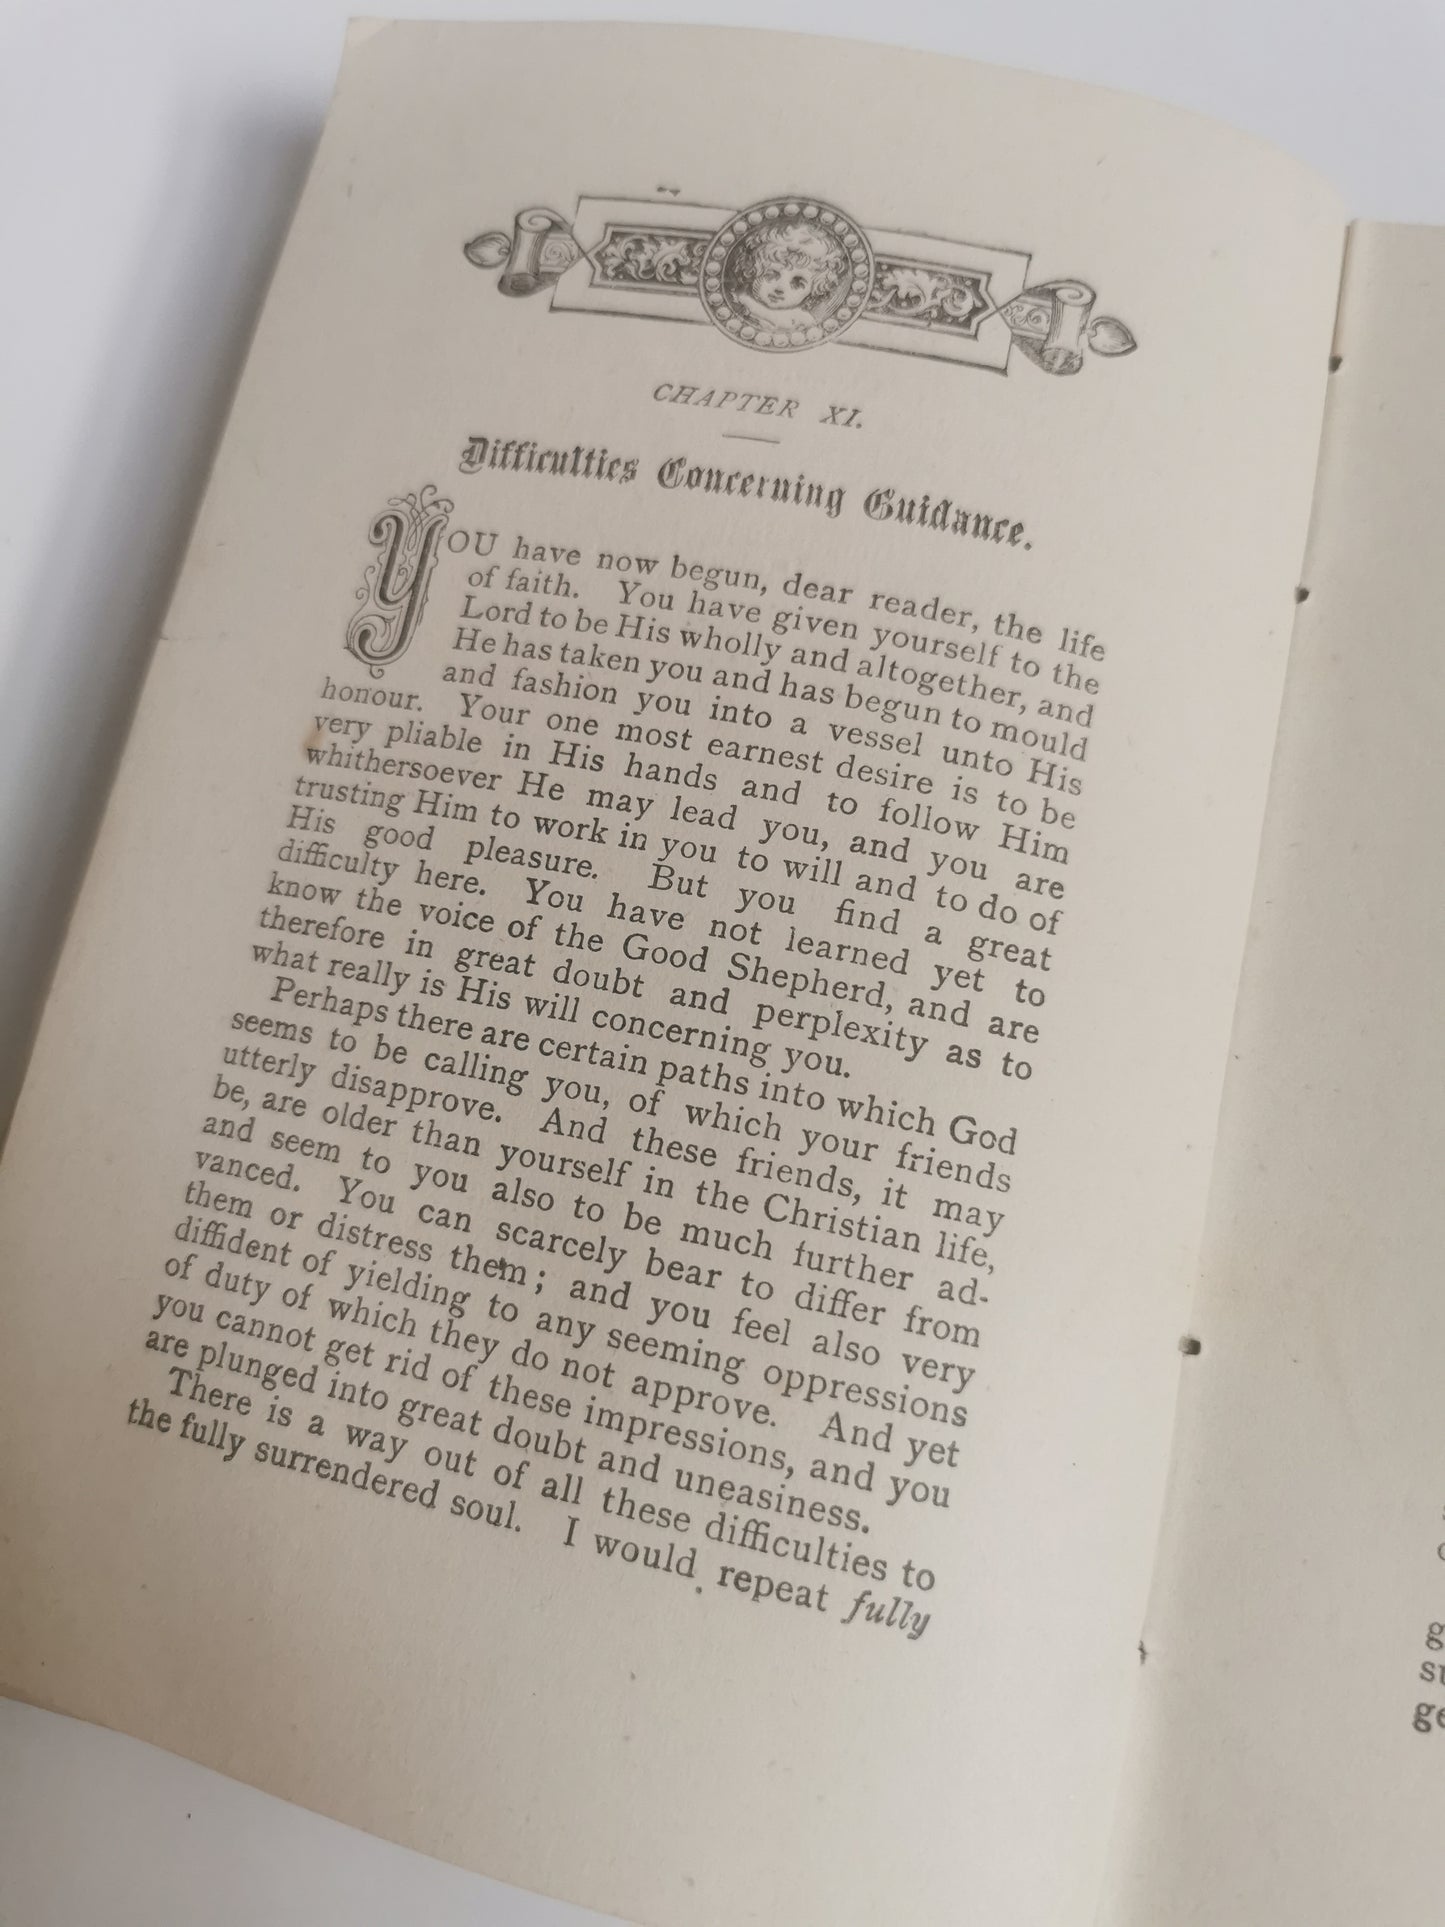 CHAPTER XI.
Difficulties Concerning Guidance.
YOU have now begun, dear reader, the life
of faith. You have given yourself to the
Lord to be His wholly and altogether, and
He has taken you and has begun to mould
and fashion you into a vessel unto His
honour. Your one most earnest desire is to be
very pliable in His hands and to follow Him
whithersoever He may lead you, and you are
trusting Him to work in you to will and to do of
His good pleasure. But you find a great
difficulty here. You have not learned yet to
know the voice of the Good Shepherd, and are
therefore in great doubt and perplexity as to
what really is His will concerning you.
Perhaps there are certain paths into which God
seems to be calling you, of which your friends
utterly disapprove. And these friends, it may
be, are older than yourself in the Christian life,
and seem to you also to be much further ad-
vanced. You can scarcely bear to differ from
them or distress them; and you feel also very
diffident of yielding to any seeming oppressions
of duty of which they do not approve. And yet
you cannot get rid of these impressions, and you
are plunged into great doubt and uneasiness.
There is a way out of all these difficulties to
the fully surrendered soul. I would repeat fully